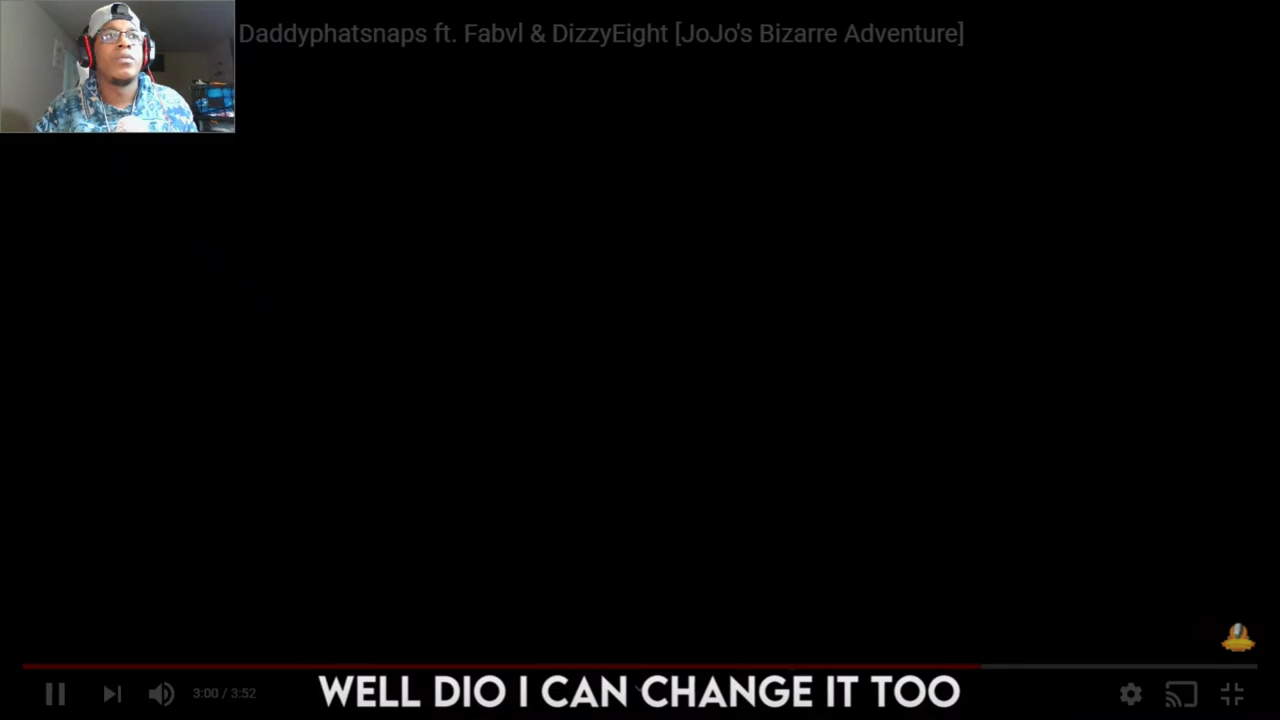 Daddyphatsnaps ft. Fabvl & DizzyEight [JoJo's Bizarre Adventure]
3:00 / 3:52
WELL DIO I CAN CHANGE IT TOO